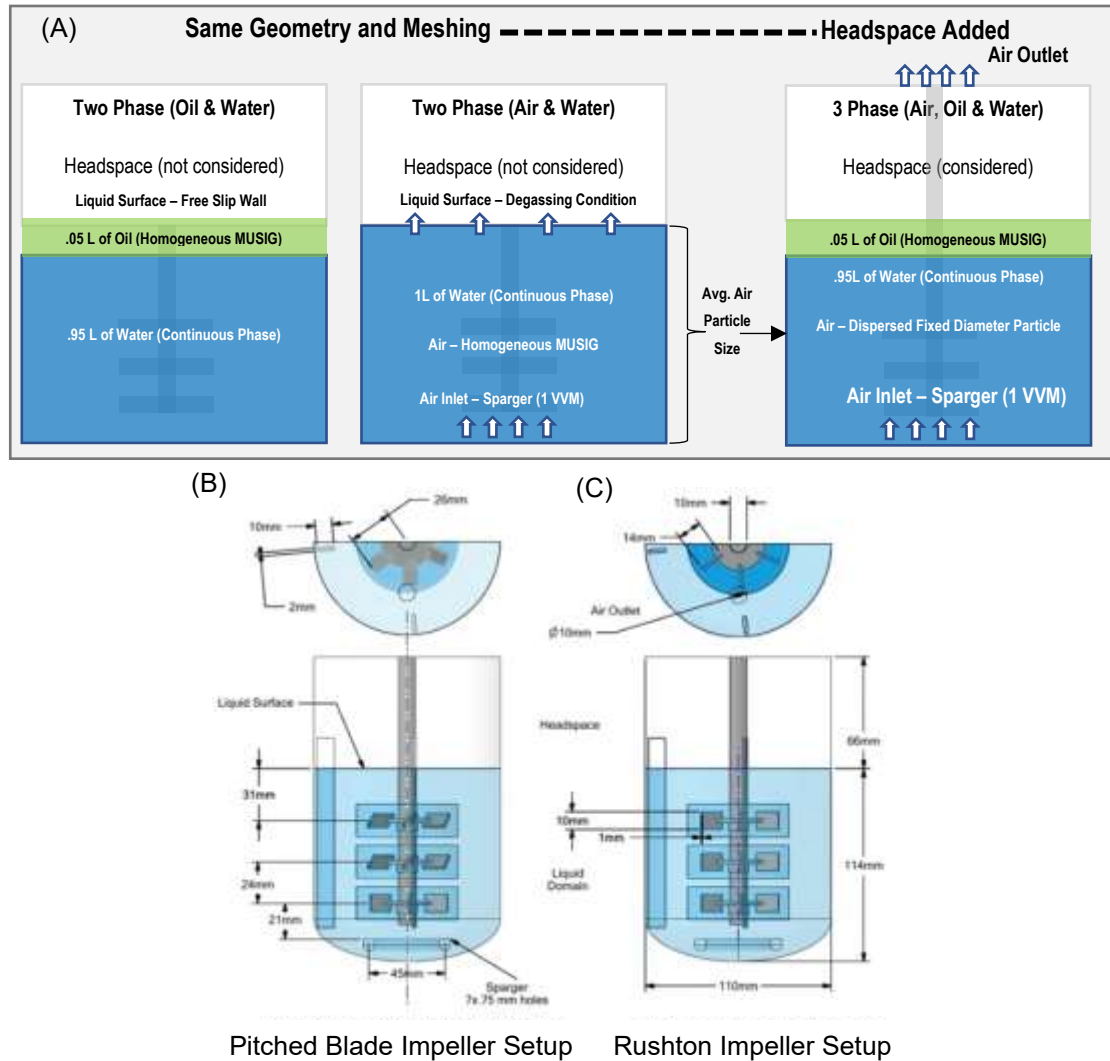 (A)
Same Geometry and Meshing
Headspace Added
Air Outlet
Two Phase (Oil & Water)
Headspace (not considered)
Liquid Surface – Free Slip Wall
.05 L of Oil (Homogeneous MUSIG)
.95 L of Water (Continuous Phase)
Two Phase (Air & Water)
Headspace (not considered)
Liquid Surface – Degassing Condition
1L of Water (Continuous Phase)
Air – Homogeneous MUSIG
Air Inlet – Sparger (1 VVM)
Avg. Air
Particle
Size
3 Phase (Air, Oil & Water)
Headspace (considered)
.05 L of Oil (Homogeneous MUSIG)
.95L of Water (Continuous Phase)
Air – Dispersed Fixed Diameter Particle
Air Inlet – Sparger (1 VVM)
(B)
26mm
10mm
2mm
Liquid Surface
31mm
24mm
21mm
45mm
Sparger
7x.75 mm holes
Pitched Blade Impeller Setup
(C)
10mm
14mm
Air Outlet
Ø10mm
Headspace
66mm
10mm
1mm
Liquid
Domain
114mm
110mm
Rushton Impeller Setup